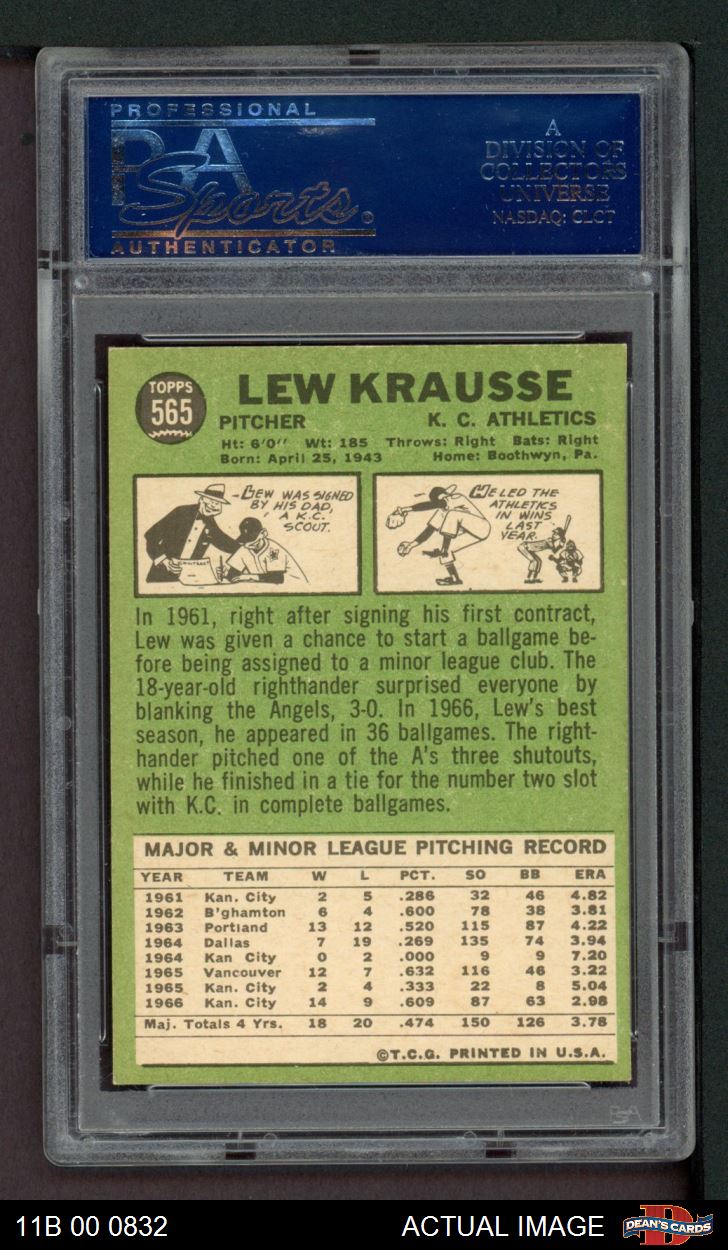 PROFESSIONAL
PSA
Sports®
AUTHENTICATOR
A
DIVISION OF
COLLECTORS
UNIVERSE
NASDAQ: CLCT
TOPPS
565
LEW KRAUSSE
PITCHER K. C. ATHLETICS
Ht: 6'0'' Wt: 185 Throws: Right Bats: Right
Born: April 25, 1943 Home: Boothwyn, Pa.
-LEW WAS SIGNED
BY HIS DAD,
A K.C.
SCOUT.
CONTRACT
HE LED THE
ATHLETICS
IN WINS
LAST
YEAR.
In 1961, right after signing his first contract,
Lew was given a chance to start a ballgame be-
fore being assigned to a minor league club. The
18-year-old righthander surprised everyone by
blanking the Angels, 3-0. In 1966, Lew's best
season, he appeared in 36 ballgames. The right-
hander pitched one of the A's three shutouts,
while he finished in a tie for the number two slot
with K.C. in complete ballgames.
MAJOR & MINOR LEAGUE PITCHING RECORD
YEAR TEAM W L PCT. SO BB ERA
1961 Kan. City 2 5 .286 32 46 4.82
1962 B'ghamton 6 4 .600 78 38 3.81
1963 Portland 13 12 .520 115 87 4.22
1964 Dallas 7 19 .269 135 74 3.94
1964 Kan City 0 2 .000 9 9 7.20
1965 Vancouver 12 7 .632 116 46 3.22
1965 Kan. City 2 4 .333 22 8 5.04
1966 Kan. City 14 9 .609 87 63 2.98
Maj. Totals 4 Yrs. 18 20 .474 150 126 3.78
©T.C.G. PRINTED IN U.S.A.
PSA
11B 00 0832 ACTUAL IMAGE
DEAN'S CARDS